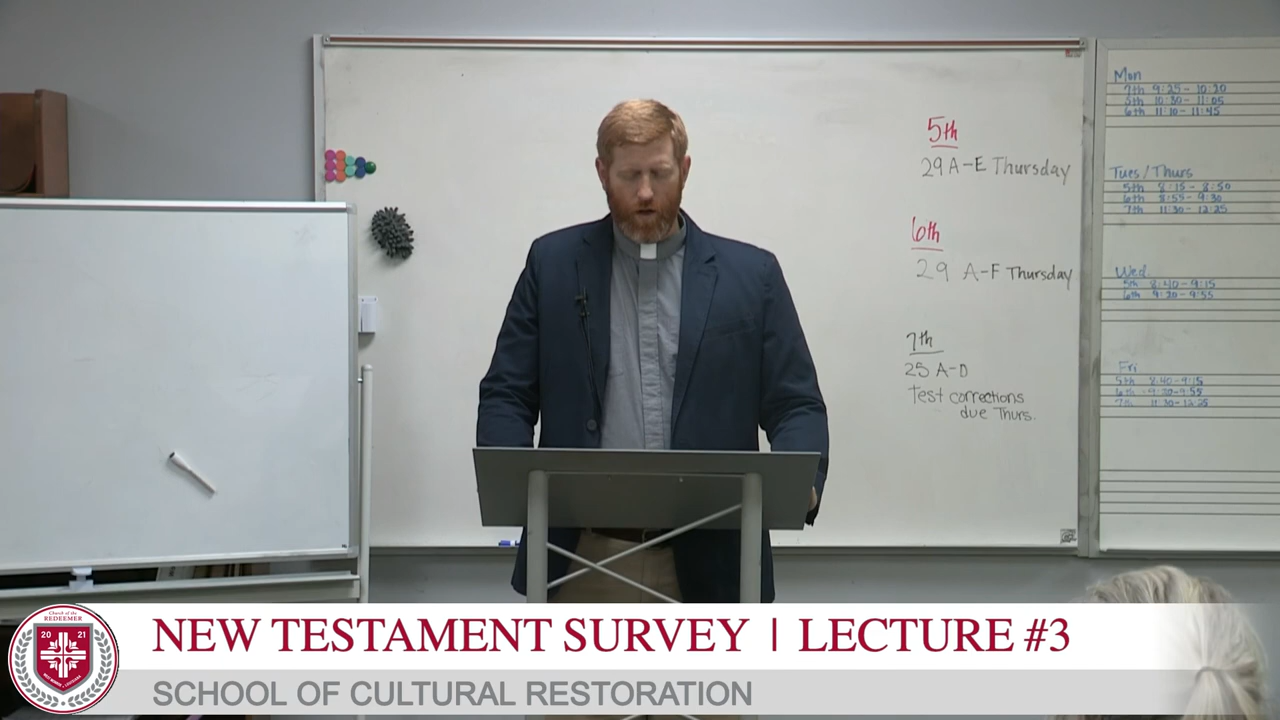 5th
29 A-E Thursday
6th
29 A-F Thursday
7th
25 A-D
Test corrections
due Thurs.
Mon
7th 9:25 - 10:20
5th 10:30 - 11:05
6th 11:10 - 11:45
Tues/Thurs
5th 8:15 - 8:50
6th 8:55 - 9:30
7th 11:30 - 12:25
Wed.
5th 8:40 - 9:15
6th 9:20 - 9:55
Fri
5th 8:40-9:15
6th 9:20-9:55
7th 11:30-12:25
Church of the
REDEEMER
20 21
NEW TESTAMENT SURVEY | LECTURE #3
SCHOOL OF CULTURAL RESTORATION